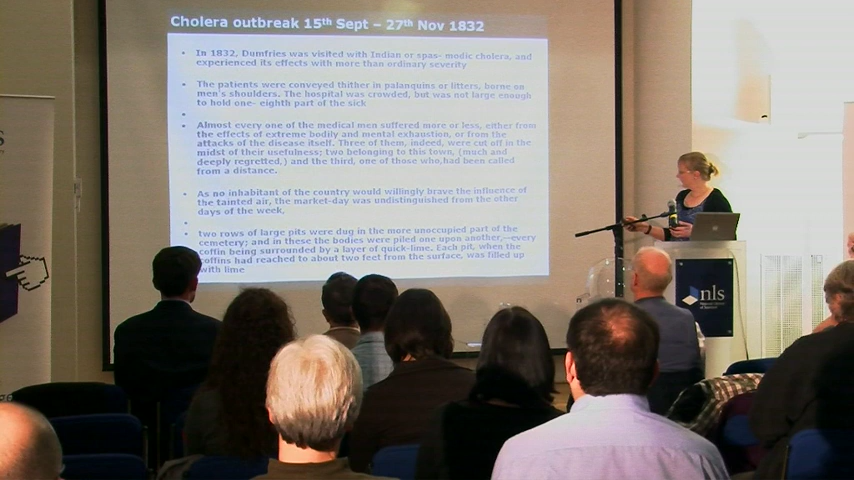 Cholera outbreak 15th Sept – 27th Nov 1832
• In 1832, Dumfries was visited with Indian or spas- modic cholera, and
experienced its effects with more than ordinary severity
• The patients were conveyed thither in palanquins or litters, borne on
men's shoulders. The hospital was crowded, but was not large enough
to hold one- eighth part of the sick
•
• Almost every one of the medical men suffered more or less, either from
the effects of extreme bodily and mental exhaustion, or from the
attacks of the disease itself. Three of them, indeed, were cut off in the
midst of their usefulness; two belonging to this town, (much and
deeply regretted,) and the third, one of those who,had been called
from a distance.
• As no inhabitant of the country would willingly brave the influence of
the tainted air, the market-day was undistinguished from the other
days of the week,
•
• two rows of large pits were dug in the more unoccupied part of the
cemetery; and in these the bodies were piled one upon another,--every
coffin being surrounded by a layer of quick-lime. Each pit, when the
coffins had reached to about two feet from the surface, was filled up
with lime
nls